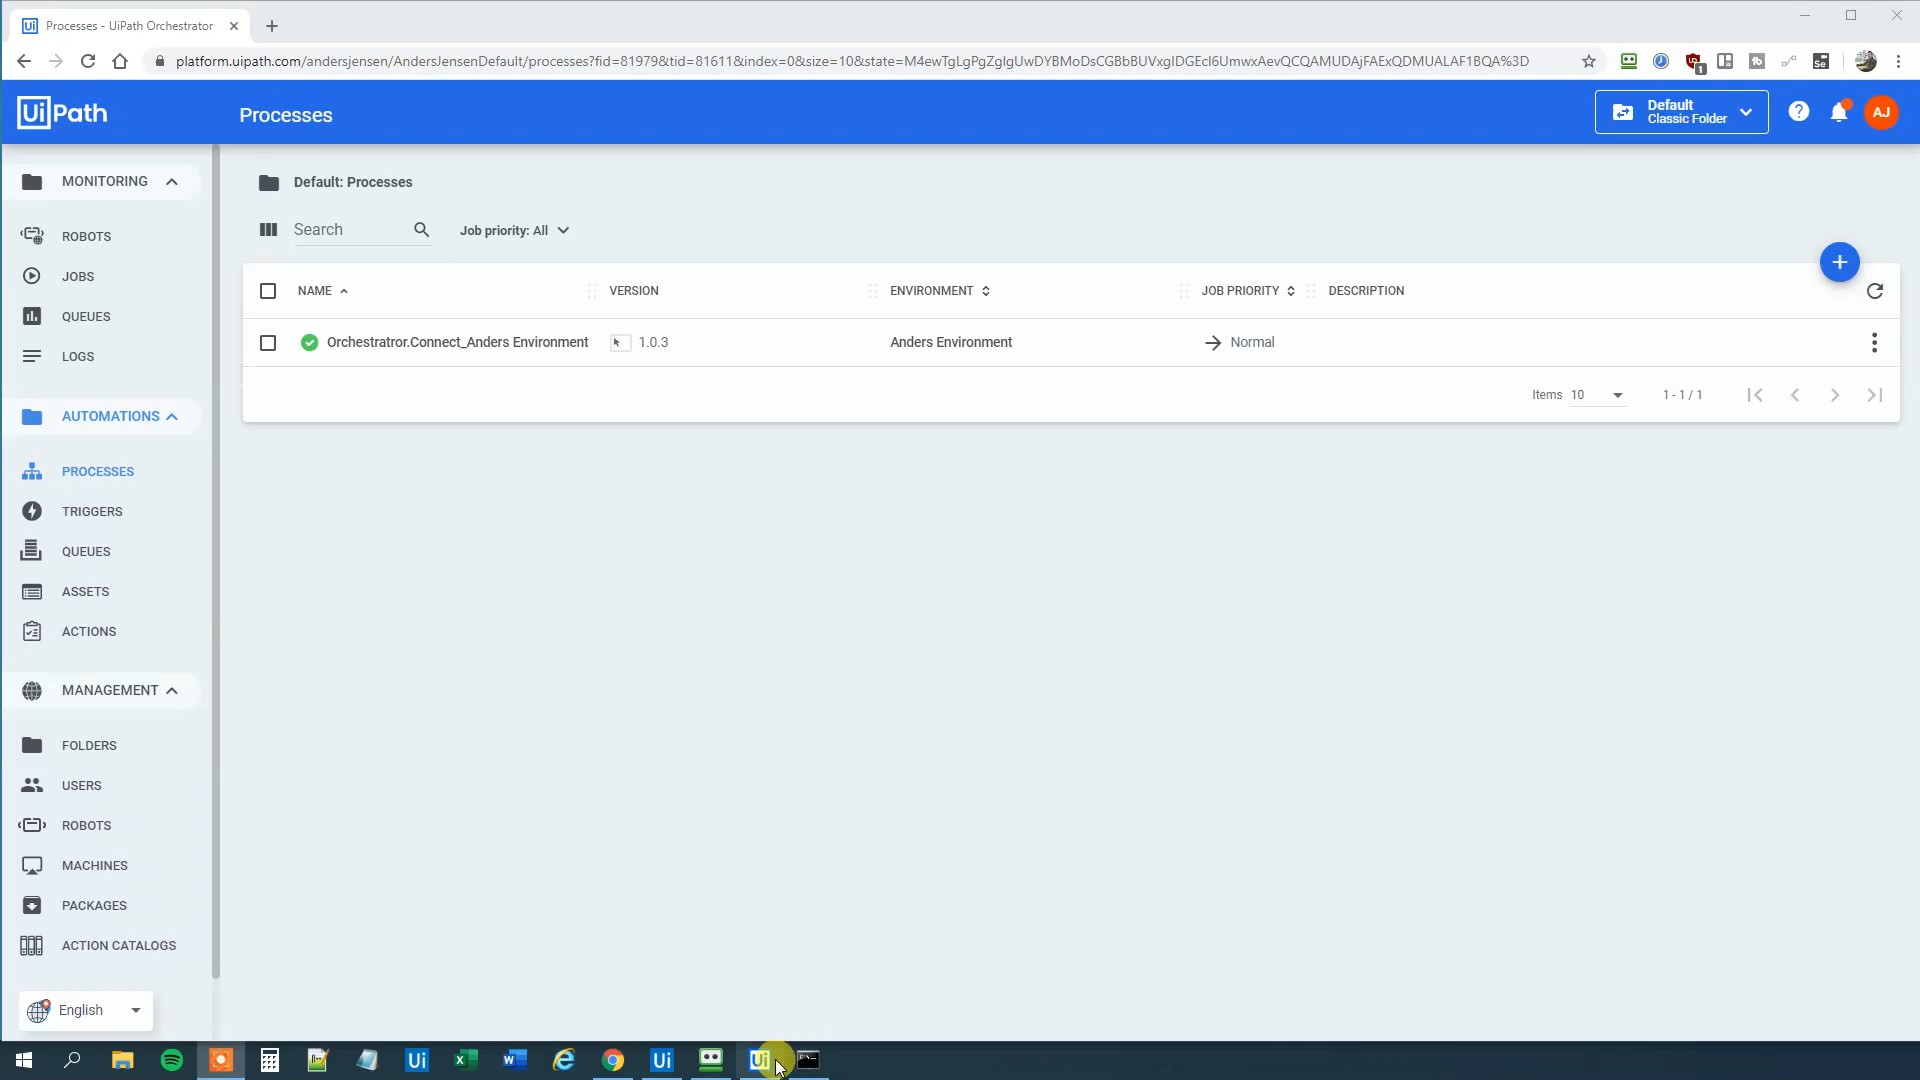 Processes - UiPath Orchestrator
platform.uipath.com/andersjensen/AndersJensenDefault/processes?fid=81979&tid=81611&index=0&size=10&state=M4ewTgLgPgZglgUwDYBMoDsCGBbBUVxgIDGEcI6UmwxAevQCQAMUDAjFAExQDMUALAF1BQA%3D
UiPath
Processes
Default
Classic Folder
AJ
MONITORING
ROBOTS
JOBS
QUEUES
LOGS
AUTOMATIONS
PROCESSES
TRIGGERS
QUEUES
ASSETS
ACTIONS
MANAGEMENT
FOLDERS
USERS
ROBOTS
MACHINES
PACKAGES
ACTION CATALOGS
English
Default: Processes
Search
Job priority: All
NAME VERSION ENVIRONMENT JOB PRIORITY DESCRIPTION
Orchestratror.Connect_Anders Environment 1.0.3 Anders Environment Normal
Items 10 1 - 1 / 1